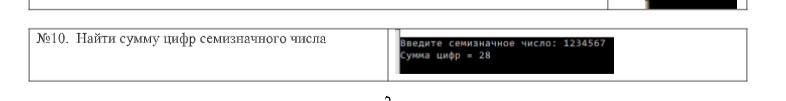 №10. Найти сумму цифр семизначного числа
Введите семизначное число: 1234567
Сумма цифр = 28